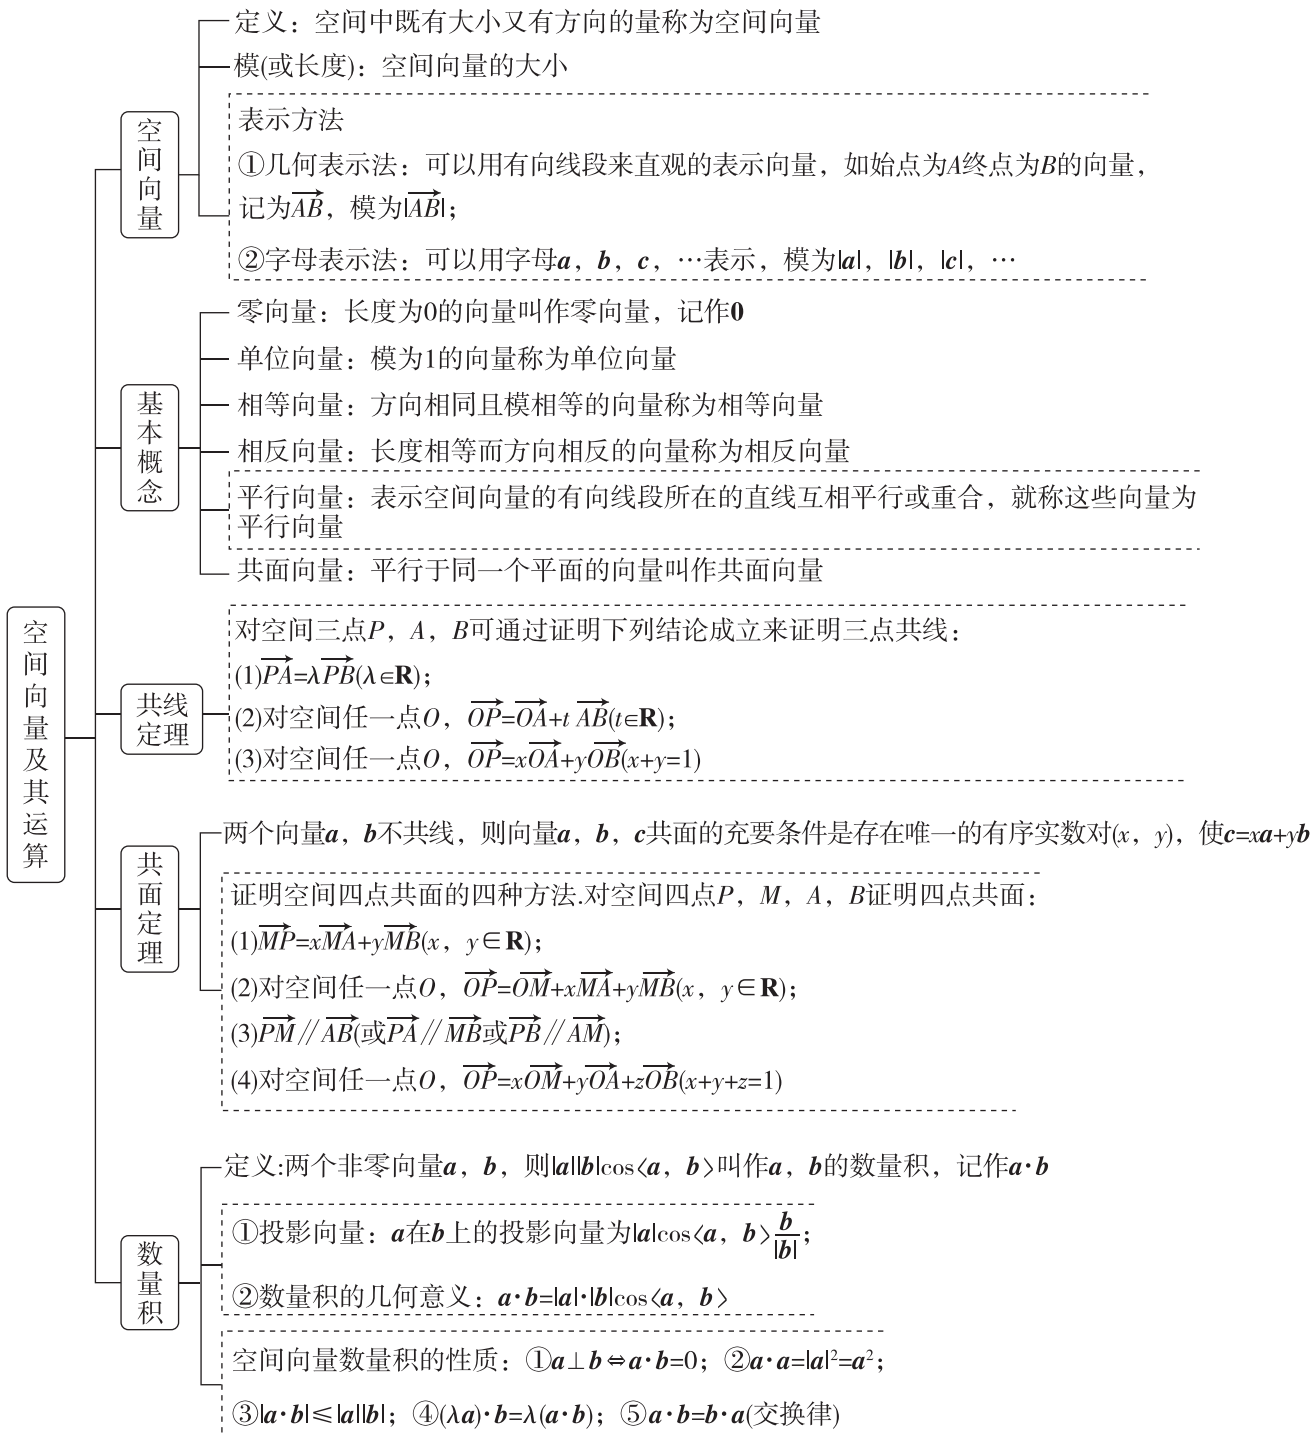 空间向量及其运算
空间向量
定义：空间中既有大小又有方向的量称为空间向量
模(或长度)：空间向量的大小
表示方法
①几何表示法：可以用有向线段来直观的表示向量，如始点为A终点为B的向量，
记为$\overrightarrow{AB}$，模为|$\overrightarrow{AB}$|；
②字母表示法：可以用字母a，b，c，…表示，模为|a|，|b|，|c|，…
基本概念
零向量：长度为0的向量叫作零向量，记作0
单位向量：模为1的向量称为单位向量
相等向量：方向相同且模相等的向量称为相等向量
相反向量：长度相等而方向相反的向量称为相反向量
平行向量：表示空间向量的有向线段所在的直线互相平行或重合，就称这些向量为
平行向量
共面向量：平行于同一个平面的向量叫作共面向量
共线
定理
对空间三点P，A，B可通过证明下列结论成立来证明三点共线：
(1)$\overrightarrow{PA}$=λ$\overrightarrow{PB}$(λ∈R)；
(2)对空间任一点O，$\overrightarrow{OP}$=$\overrightarrow{OA}$+t$\overrightarrow{AB}$(t∈R)；
(3)对空间任一点O，$\overrightarrow{OP}$=x$\overrightarrow{OA}$+y$\overrightarrow{OB}$(x+y=1)
共面定理
两个向量a，b不共线，则向量a，b，c共面的充要条件是存在唯一的有序实数对(x，y)，使c=xa+yb
证明空间四点共面的四种方法.对空间四点P，M，A，B证明四点共面：
(1)$\overrightarrow{MP}$=x$\overrightarrow{MA}$+y$\overrightarrow{MB}$(x，y∈R)；
(2)对空间任一点O，$\overrightarrow{OP}$=$\overrightarrow{OM}$+x$\overrightarrow{MA}$+y$\overrightarrow{MB}$(x，y∈R)；
(3)$\overrightarrow{PM}$∥$\overrightarrow{AB}$(或$\overrightarrow{PA}$∥$\overrightarrow{MB}$或$\overrightarrow{PB}$∥$\overrightarrow{AM}$)；
(4)对空间任一点O，$\overrightarrow{OP}$=x$\overrightarrow{OM}$+y$\overrightarrow{OA}$+z$\overrightarrow{OB}$(x+y+z=1)
数量积
定义:两个非零向量a，b，则|a||b|cos〈a，b〉叫作a，b的数量积，记作a·b
①投影向量：a在b上的投影向量为|a|cos〈a，b〉$\frac{b}{|b|}$；
②数量积的几何意义：a·b=|a|·|b|cos〈a，b〉
空间向量数量积的性质：①a⊥b⇔a·b=0；②a·a=|a|²=a²；
③|a·b|≤|a||b|；④(λa)·b=λ(a·b)；⑤a·b=b·a(交换律)